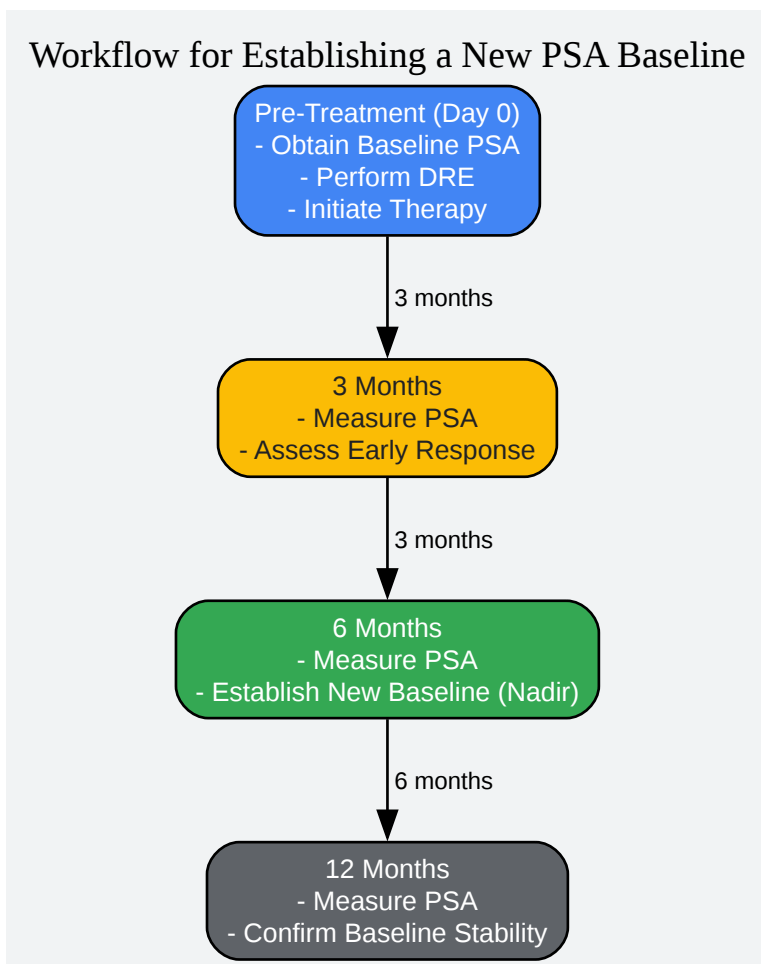 Workflow for Establishing a New PSA Baseline
Pre-Treatment (Day 0)
- Obtain Baseline PSA
- Perform DRE
- Initiate Therapy
3 months
3 Months
- Measure PSA
- Assess Early Response
3 months
6 Months
- Measure PSA
- Establish New Baseline (Nadir)
6 months
12 Months
- Measure PSA
- Confirm Baseline Stability